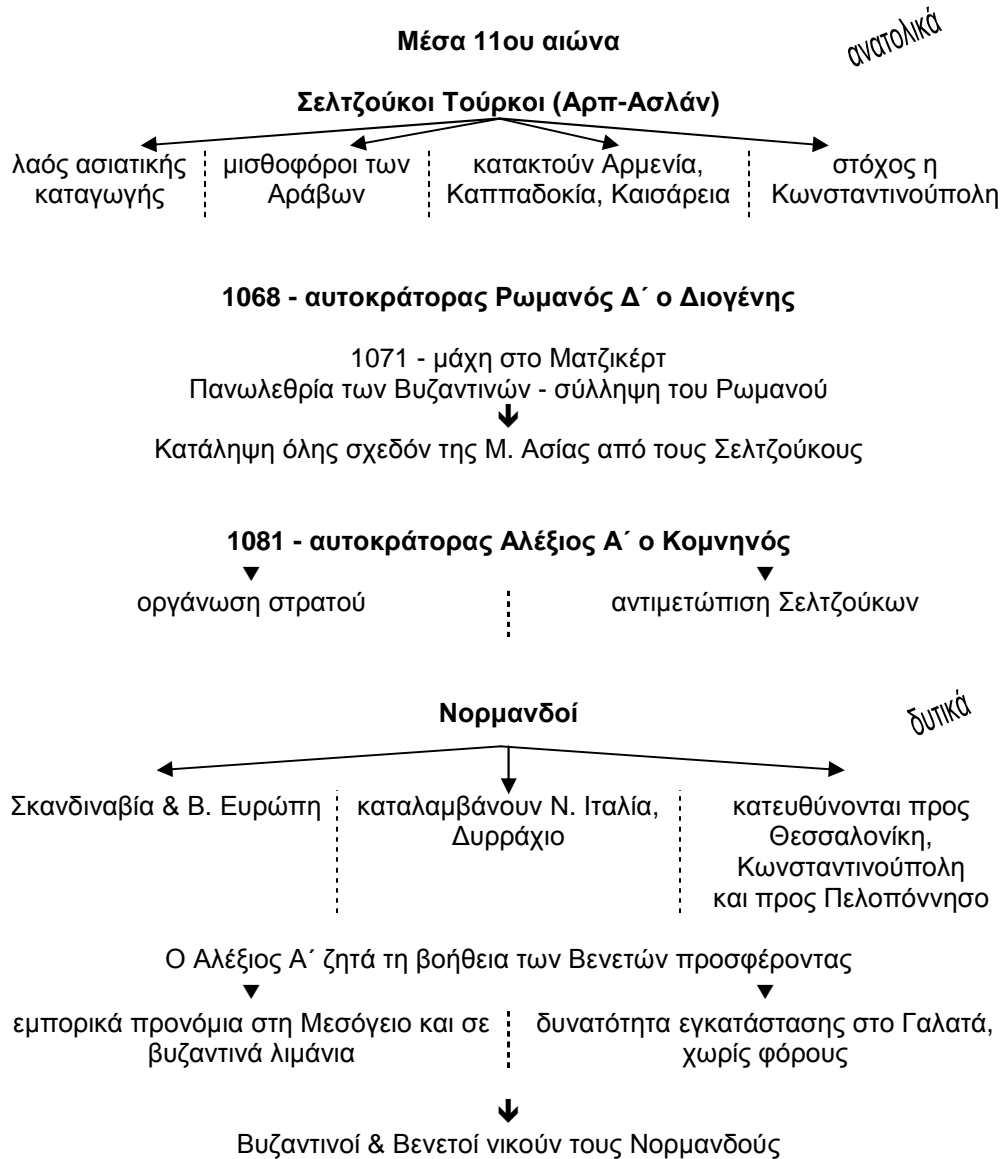 Μέσα 11ου αιώνα
ανατολικά
Σελτζούκοι Τούρκοι (Αρπ-Ασλάν)
λαός ασιατικής
καταγωγής
μισθοφόροι των
Αράβων
κατακτούν Αρμενία,
Καππαδοκία, Καισάρεια
στόχος η
Κωνσταντινούπολη
1068 - αυτοκράτορας Ρωμανός Δ΄ ο Διογένης
1071 - μάχη στο Ματζικέρτ
Πανωλεθρία των Βυζαντινών - σύλληψη του Ρωμανού
Κατάληψη όλης σχεδόν της Μ. Ασίας από τους Σελτζούκους
1081 - αυτοκράτορας Αλέξιος Α΄ ο Κομνηνός
οργάνωση στρατού
αντιμετώπιση Σελτζούκων
Νορμανδοί
δυτικά
Σκανδιναβία & Β. Ευρώπη
καταλαμβάνουν Ν. Ιταλία,
Δυρράχιο
κατευθύνονται προς
Θεσσαλονίκη,
Κωνσταντινούπολη
και προς Πελοπόννησο
Ο Αλέξιος Α΄ ζητά τη βοήθεια των Βενετών προσφέροντας
εμπορικά προνόμια στη Μεσόγειο και σε
βυζαντινά λιμάνια
δυνατότητα εγκατάστασης στο Γαλατά,
χωρίς φόρους
Βυζαντινοί & Βενετοί νικούν τους Νορμανδούς